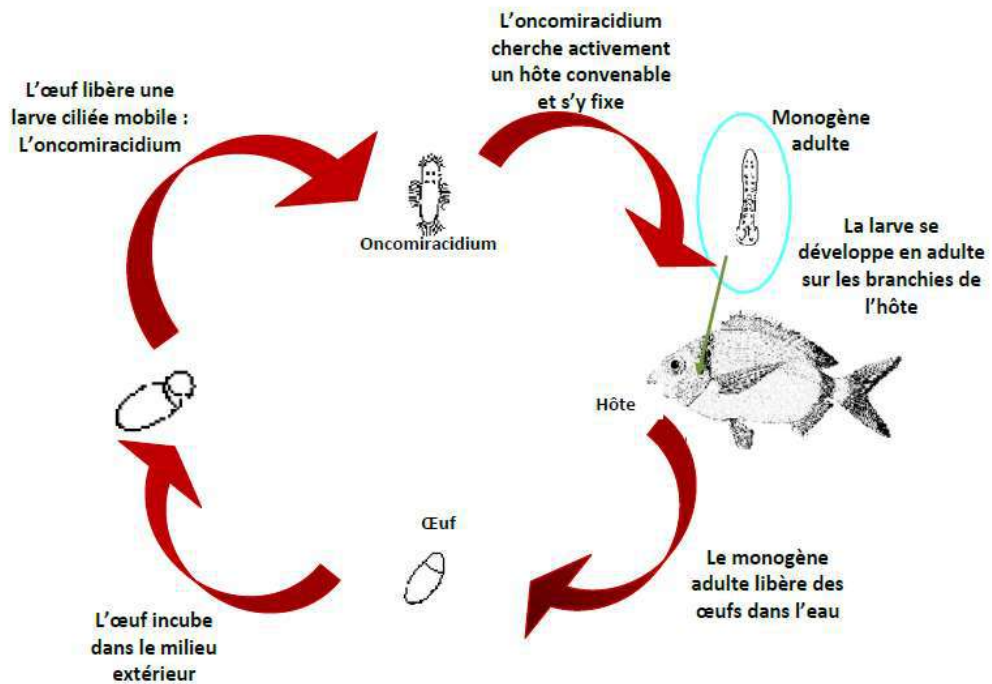 L'oncomiracidium
cherche activement
un hôte convenable
et s'y fixe
L'œuf libère une
larve ciliée mobile :
L'oncomiracidium
Monogène
adulte
Oncomiracidium
La larve se
développe en adulte
sur les branchies de
l'hôte
Hôte
Œuf
Le monogène
adulte libère des
œufs dans l'eau
L'œuf incube
dans le milieu
extérieur